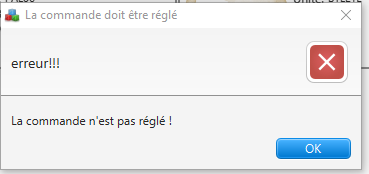 La commande doit être réglé
erreur!!!
La commande n'est pas réglé !
OK